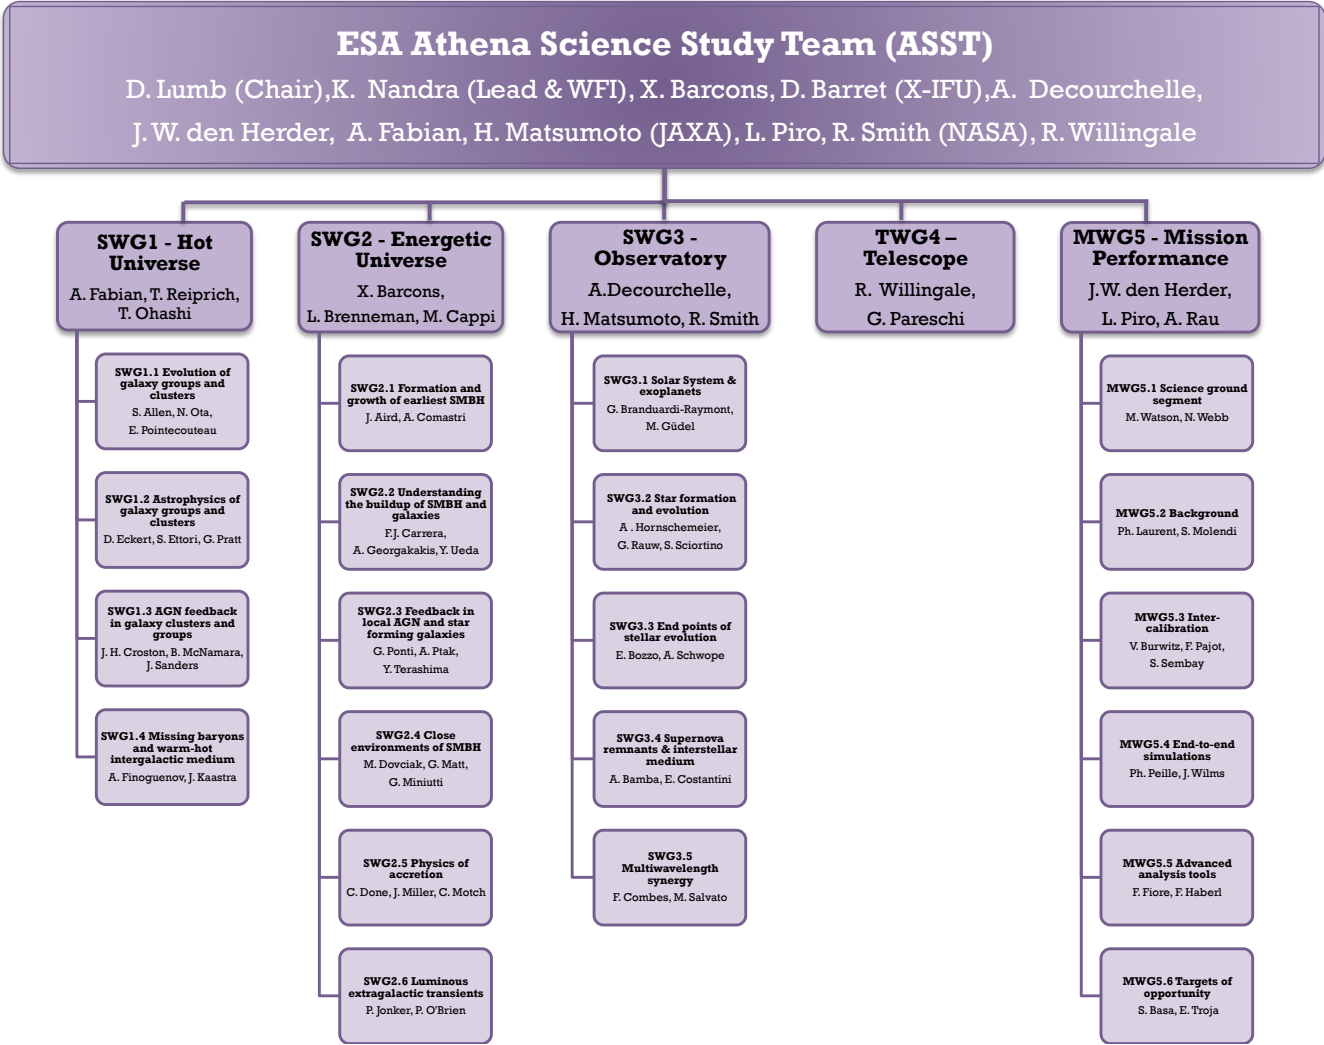 ESA Athena Science Study Team (ASST)
D. Lumb (Chair),K. Nandra (Lead & WFI), X. Barcons, D. Barret (X-IFU),A. Decourchelle,
J.W. den Herder, A. Fabian, H. Matsumoto (JAXA), L. Piro, R. Smith (NASA), R. Willingale
SWG1 - Hot
Universe
A. Fabian, T. Reiprich,
T. Ohashi
SWG1.1 Evolution of
galaxy groups and
clusters
S. Allen, N. Ota,
E. Pointecouteau
SWG1.2 Astrophysics of
galaxy groups and
clusters
D. Eckert, S. Ettori, G. Pratt
SWG1.3 AGN feedback
in galaxy clusters and
groups
J. H. Croston, B. McNamara,
J. Sanders
SWG1.4 Missing baryons
and warm-hot
intergalactic medium
A. Finoguenov, J. Kaastra
SWG2 - Energetic
Universe
X. Barcons,
L. Brenneman, M. Cappi
SWG2.1 Formation and
growth of earliest SMBH
J. Aird, A. Comastri
SWG2.2 Understanding
the buildup of SMBH and
galaxies
F.J. Carrera,
A. Georgakakis, Y. Ueda
SWG2.3 Feedback in
local AGN and star
forming galaxies
G. Ponti, A. Ptak,
Y. Terashima
SWG2.4 Close
environments of SMBH
M. Dovciak, G. Matt,
G. Miniutti
SWG2.5 Physics of
accretion
C. Done, J. Miller, C. Motch
SWG2.6 Luminous
extragalactic transients
P. Jonker, P. O'Brien
SWG3 -
Observatory
A.Decourchelle,
H. Matsumoto, R. Smith
SWG3.1 Solar System &
exoplanets
G. Branduardi-Raymont,
M. Güdel
SWG3.2 Star formation
and evolution
A . Hornschemeier,
G. Rauw, S. Sciortino
SWG3.3 End points of
stellar evolution
E. Bozzo, A. Schwope
SWG3.4 Supernova
remnants & interstellar
medium
A. Bamba, E. Costantini
SWG3.5
Multiwavelength
synergy
F. Combes, M. Salvato
TWG4 –
Telescope
R. Willingale,
G. Pareschi
MWG5 - Mission
Performance
J.W. den Herder,
L. Piro, A. Rau
MWG5.1 Science ground
segment
M. Watson, N. Webb
MWG5.2 Background
Ph. Laurent, S. Molendi
MWG5.3 Inter-
calibration
V. Burwitz, F. Pajot,
S. Sembay
MWG5.4 End-to-end
simulations
Ph. Peille, J. Wilms
MWG5.5 Advanced
analysis tools
F. Fiore, F. Haberl
MWG5.6 Targets of
opportunity
S. Basa, E. Troja